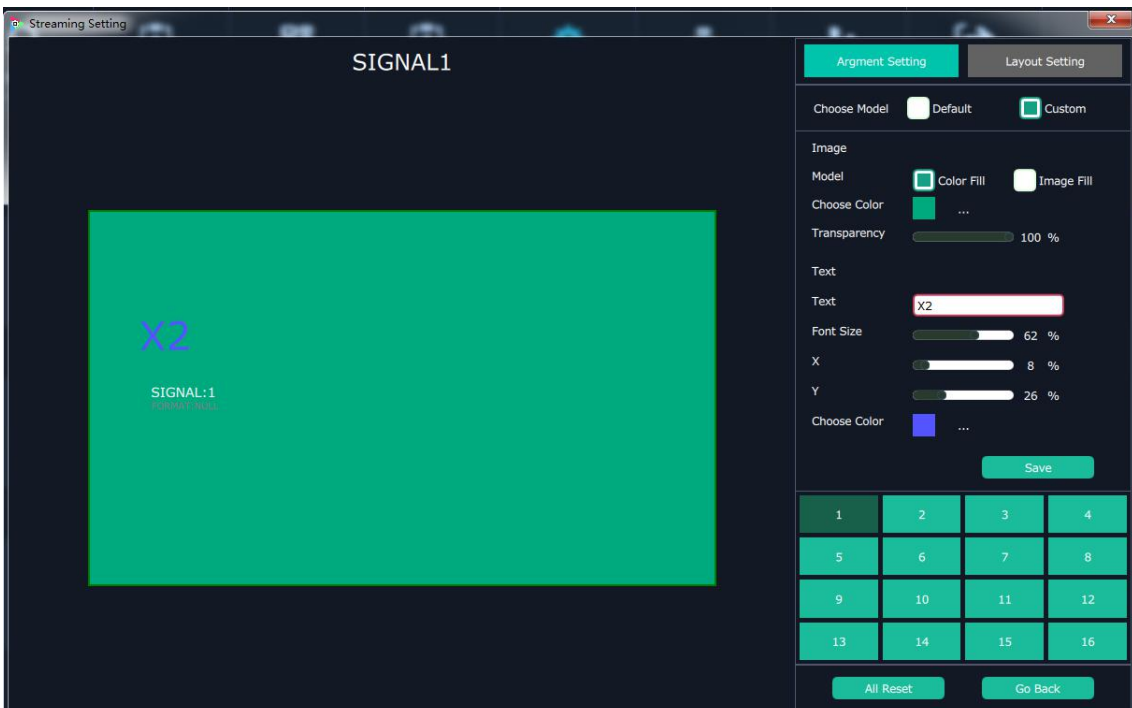 Streaming Setting
SIGNAL1
X2
SIGNAL:1
FORMAT:NULL
Argment Setting Layout Setting
Choose Model Default Custom
Image
Model Color Fill Image Fill
Choose Color ...
Transparency 100 %
Text
Text X2
Font Size 62 %
X 8 %
Y 26 %
Choose Color ...
Save
1 2 3 4
5 6 7 8
9 10 11 12
13 14 15 16
All Reset Go Back